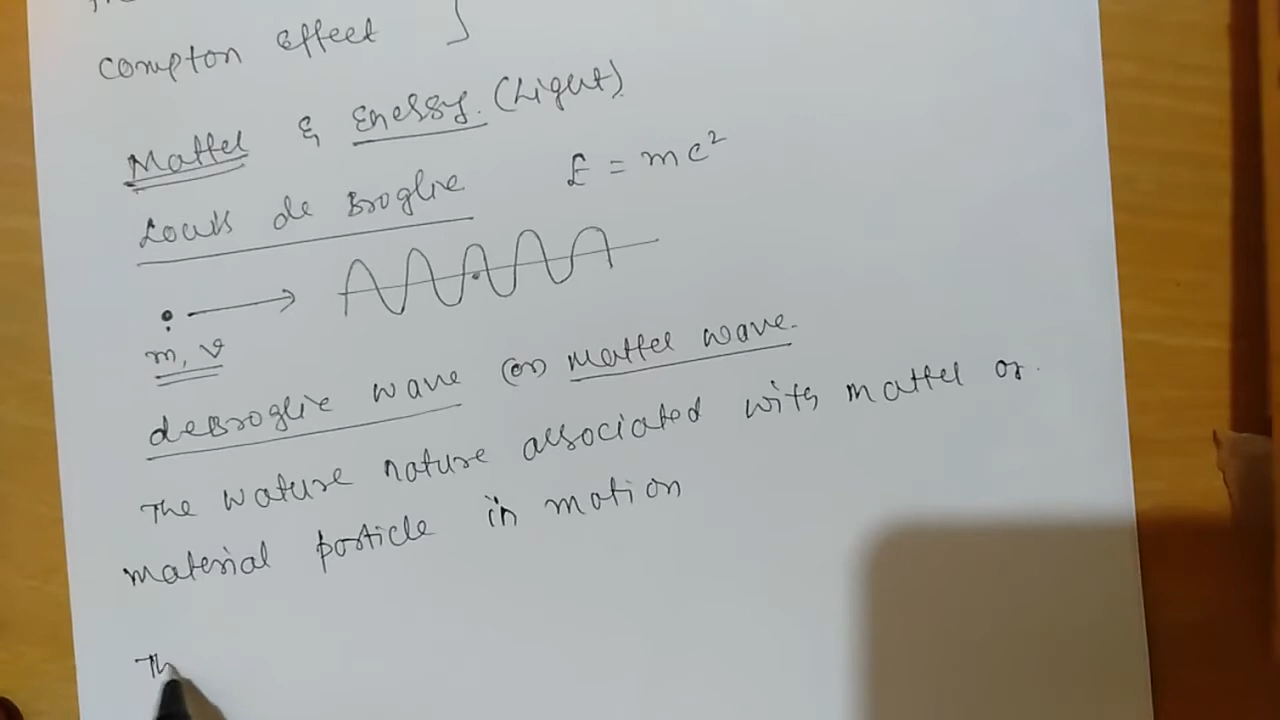 Compton effect
Matter & Energy. (Light)
Louis de Broglie E = mc²
m, v
deBroglie wave (or) Matter wave.
The wature nature associated with matter or
material particle in motion
Th